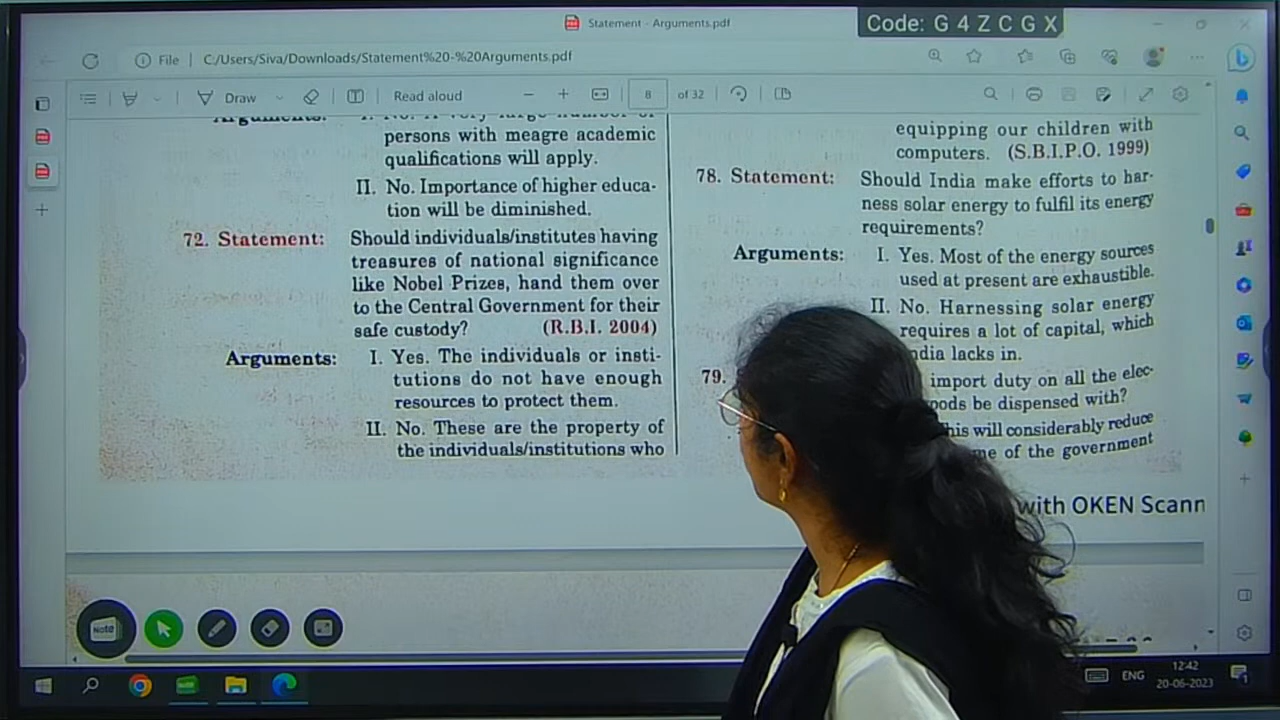 Statement - Arguments.pdf
Code: G 4 Z C G X
File | C:/Users/Siva/Downloads/Statement%20-%20Arguments.pdf
Draw
Read aloud
8
of 32
persons with meagre academic
qualifications will apply.
II. No. Importance of higher educa-
tion will be diminished.
72. Statement: Should individuals/institutes having
treasures of national significance
like Nobel Prizes, hand them over
to the Central Government for their
safe custody? (R.B.I. 2004)
Arguments: I. Yes. The individuals or insti-
tutions do not have enough
resources to protect them.
II. No. These are the property of
the individuals/institutions who
equipping our children with
computers. (S.B.I.P.O. 1999)
78. Statement: Should India make efforts to har-
ness solar energy to fulfil its energy
requirements?
Arguments: I. Yes. Most of the energy sources
used at present are exhaustible.
II. No. Harnessing solar energy
requires a lot of capital, which
lacks in.
79. import duty on all the elec-
be dispensed with?
will considerably reduce
of the government
with OKEN Scann
Note
ENG
12:42
20-06-2023